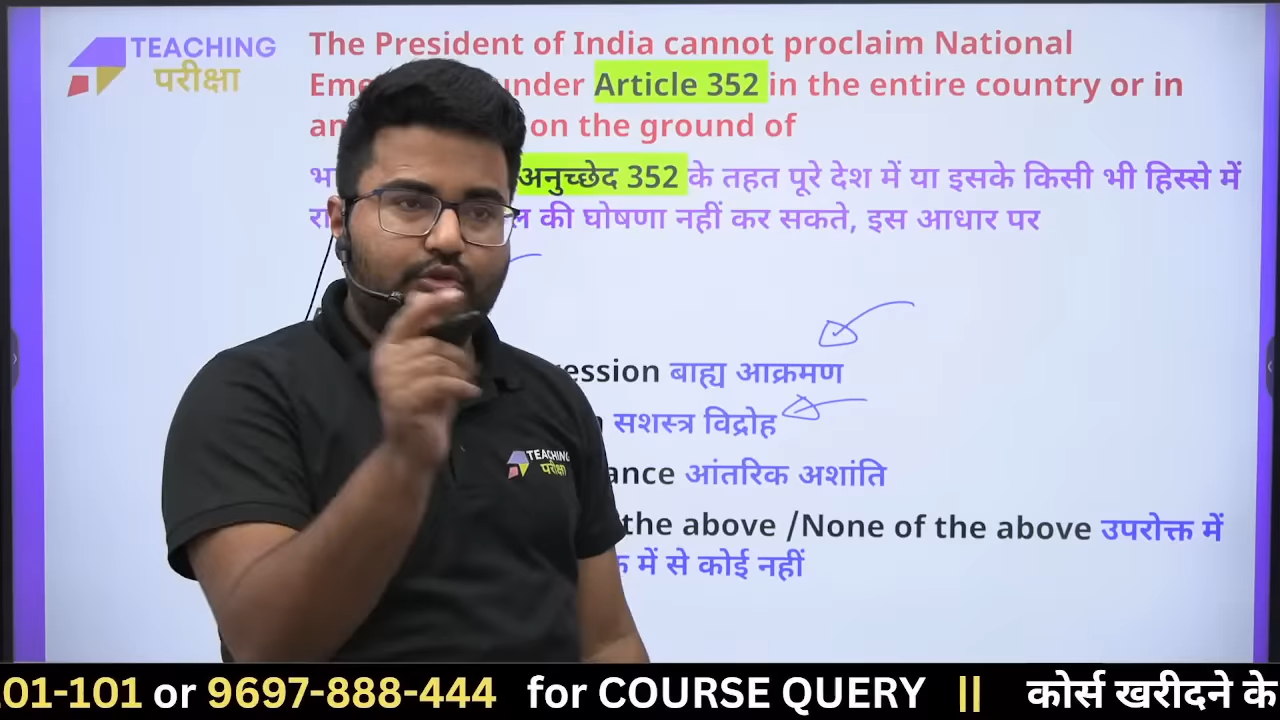 TEACHING
परीक्षा
The President of India cannot proclaim National
under Article 352 in the entire country or in
on the ground of
अनुच्छेद 352 के तहत पूरे देश में या इसके किसी भी हिस्से में
की घोषणा नहीं कर सकते, इस आधार पर
ession बाह्य आक्रमण
सशस्त्र विद्रोह
ance आंतरिक अशांति
the above /None of the above उपरोक्त में
में से कोई नहीं
TEACHING
परीक्षा
01-101 or 9697-888-444 for COURSE QUERY || कोर्स खरीदने के